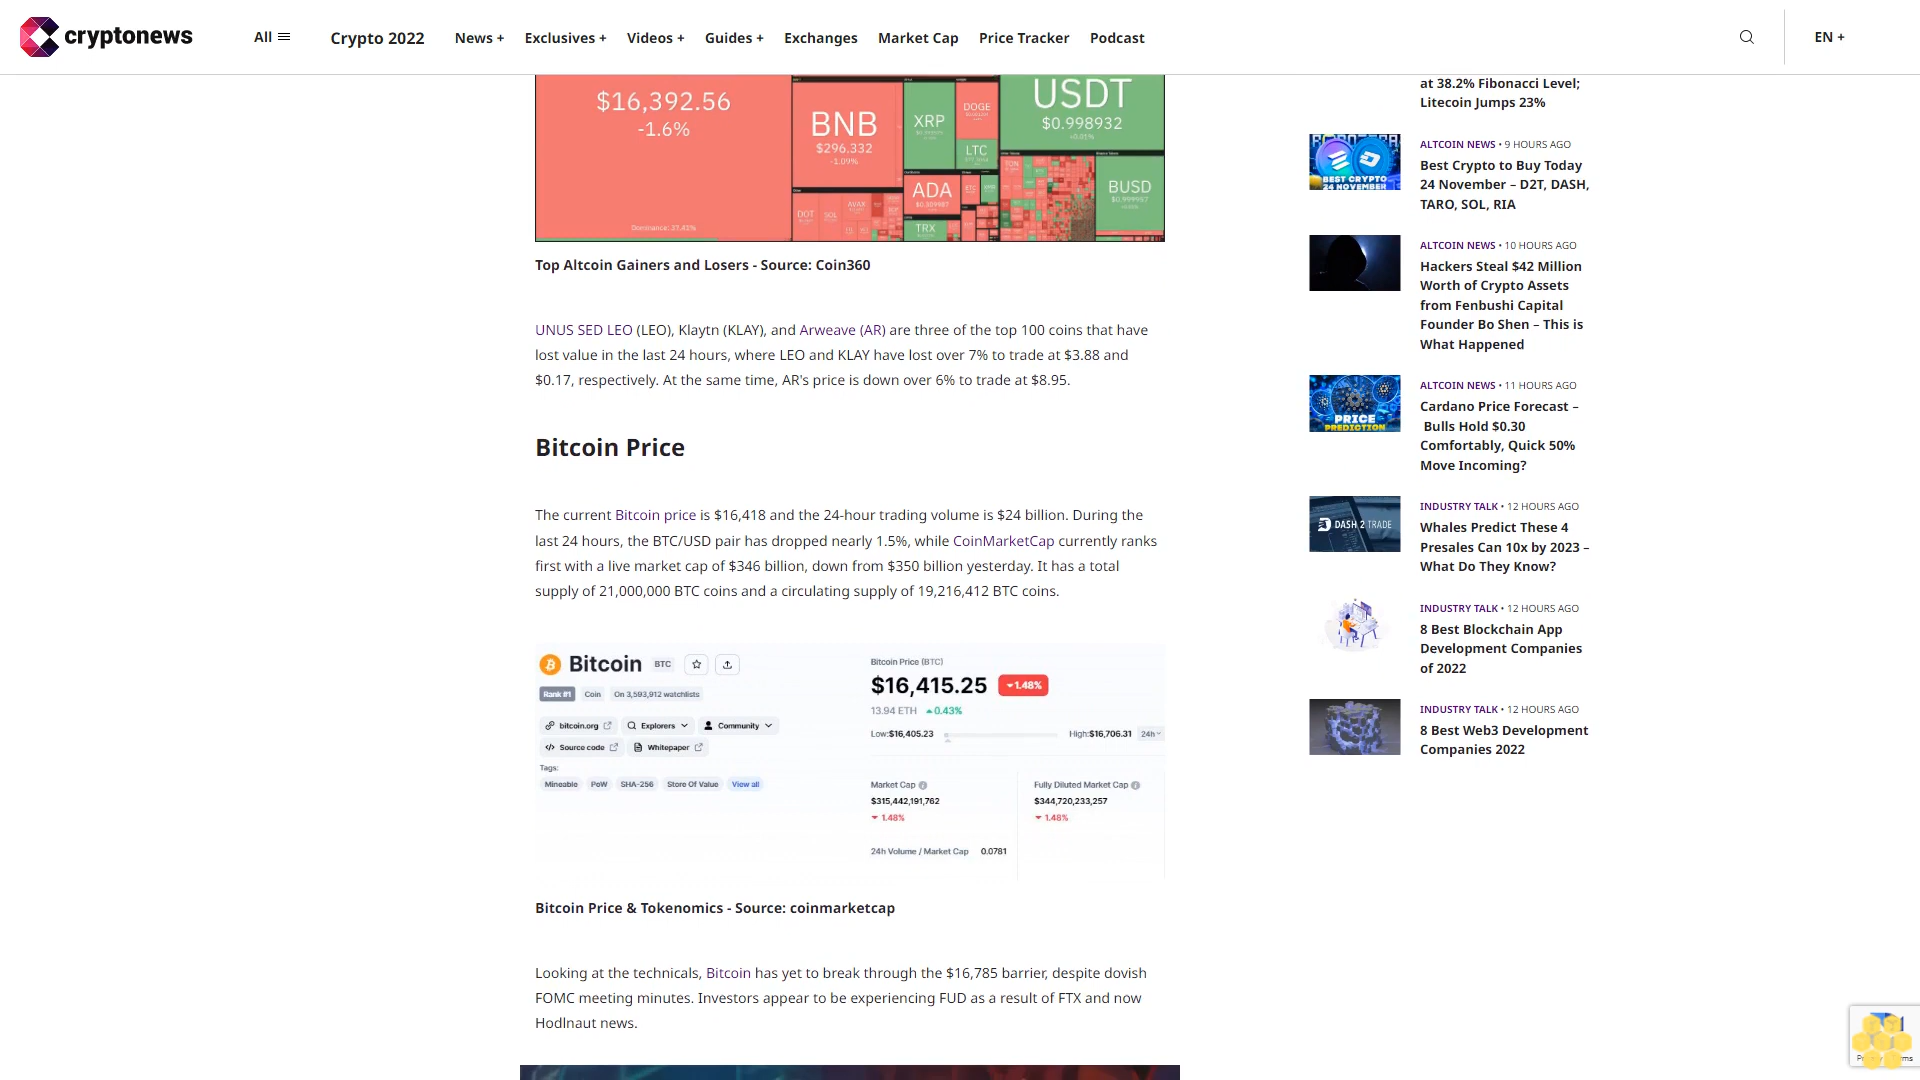 cryptonews
All
Crypto 2022
News +
Exclusives +
Videos +
Guides +
Exchanges
Market Cap
Price Tracker
Podcast
EN +
$16,392.56
-1.6%
Dominance: 37.41%
BNB
$296.332
-1.09%
XRP
DOGE
LTC
USDT
$0.998932
+0.01%
ADA
$0.309987
BTC
TON
BUSD
$0.999957
DOT
SOL
AVAX
TRX
Top Altcoin Gainers and Losers - Source: Coin360
UNUS SED LEO (LEO), Klaytn (KLAY), and Arweave (AR) are three of the top 100 coins that have
lost value in the last 24 hours, where LEO and KLAY have lost over 7% to trade at $3.88 and
$0.17, respectively. At the same time, AR's price is down over 6% to trade at $8.95.
Bitcoin Price
The current Bitcoin price is $16,418 and the 24-hour trading volume is $24 billion. During the
last 24 hours, the BTC/USD pair has dropped nearly 1.5%, while CoinMarketCap currently ranks
first with a live market cap of $346 billion, down from $350 billion yesterday. It has a total
supply of 21,000,000 BTC coins and a circulating supply of 19,216,412 BTC coins.
Bitcoin BTC
Rank #1 Coin On 3,593,912 watchlists
bitcoin.org Explorers Community
Source code Whitepaper
Tags:
Mineable PoW SHA-256 Store Of Value View all
Bitcoin Price (BTC)
$16,415.25 1.48%
13.94 ETH 0.43%
Low:$16,405.23 High:$16,706.31 24h
Market Cap
$315,442,191,762
1.48%
Fully Diluted Market Cap
$344,720,233,257
1.48%
24h Volume / Market Cap 0.0781
Bitcoin Price & Tokenomics - Source: coinmarketcap
Looking at the technicals, Bitcoin has yet to break through the $16,785 barrier, despite dovish
FOMC meeting minutes. Investors appear to be experiencing FUD as a result of FTX and now
Hodlnaut news.
at 38.2% Fibonacci Level;
Litecoin Jumps 23%
BEST CRYPTO
24 NOVEMBER
ALTCOIN NEWS • 9 HOURS AGO
Best Crypto to Buy Today
24 November – D2T, DASH,
TARO, SOL, RIA
ALTCOIN NEWS • 10 HOURS AGO
Hackers Steal $42 Million
Worth of Crypto Assets
from Fenbushi Capital
Founder Bo Shen – This is
What Happened
PRICE
PREDICTION
ALTCOIN NEWS • 11 HOURS AGO
Cardano Price Forecast –
Bulls Hold $0.30
Comfortably, Quick 50%
Move Incoming?
DASH 2 TRADE
INDUSTRY TALK • 12 HOURS AGO
Whales Predict These 4
Presales Can 10x by 2023 –
What Do They Know?
INDUSTRY TALK • 12 HOURS AGO
8 Best Blockchain App
Development Companies
of 2022
INDUSTRY TALK • 12 HOURS AGO
8 Best Web3 Development
Companies 2022